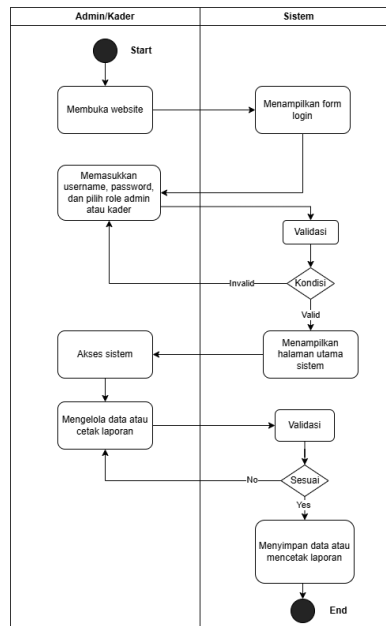 Admin/Kader
Sistem
Start
Membuka website
Menampilkan form
login
Memasukkan
username, password,
dan pilih role admin
atau kader
Validasi
Kondisi
Invalid
Valid
Menampilkan
halaman utama
sistem
Akses sistem
Mengelola data atau
cetak laporan
Validasi
Sesuai
No
Yes
Menyimpan data atau
mencetak laporan
End